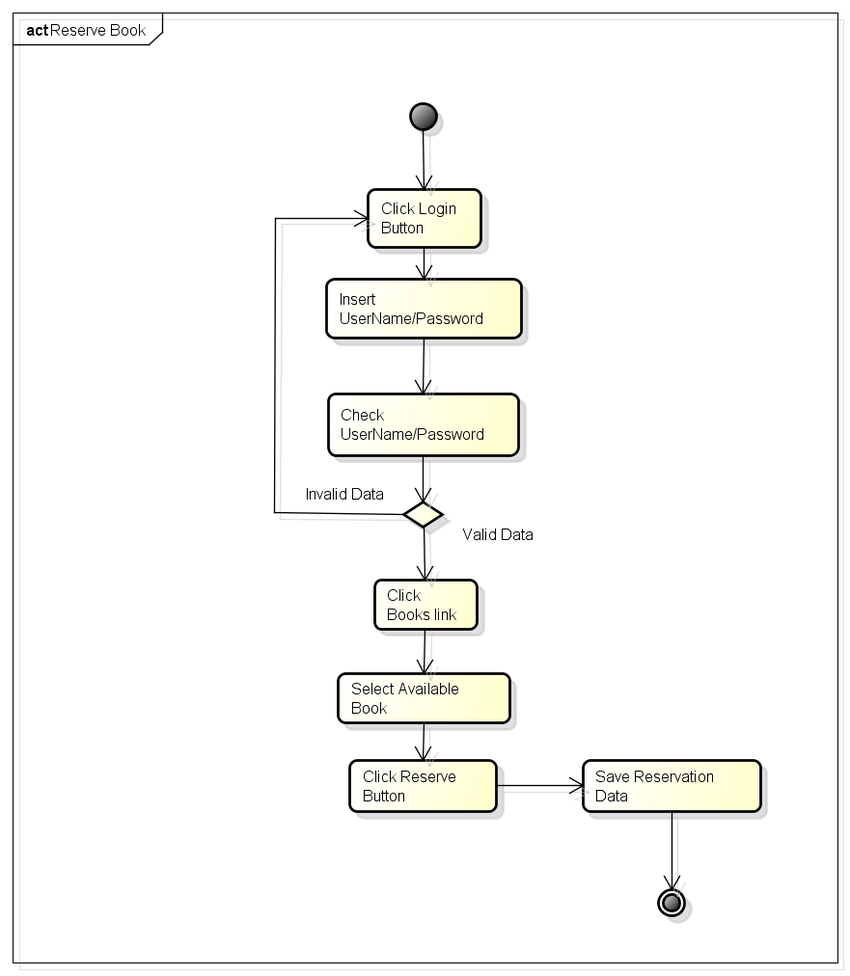 act Reserve Book
Click Login
Button
Insert
UserName/Password
Check
UserName/Password
Invalid Data
Valid Data
Click
Books link
Select Available
Book
Click Reserve
Button
Save Reservation
Data